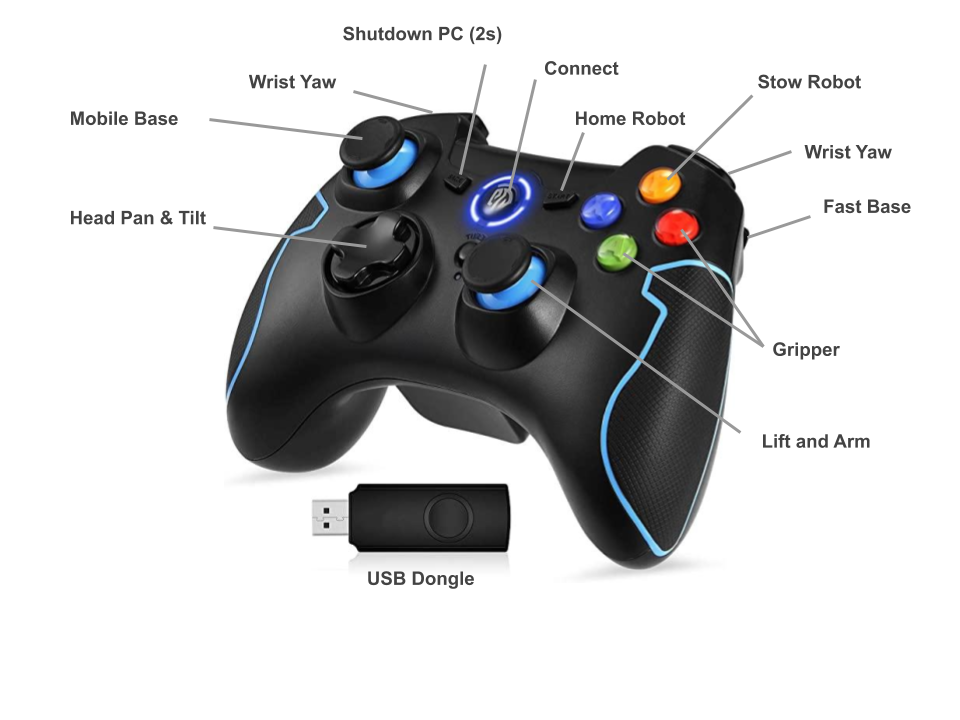 Shutdown PC (2s)
Connect
Wrist Yaw
Stow Robot
Mobile Base
Home Robot
Wrist Yaw
Fast Base
Head Pan & Tilt
Gripper
Lift and Arm
USB Dongle